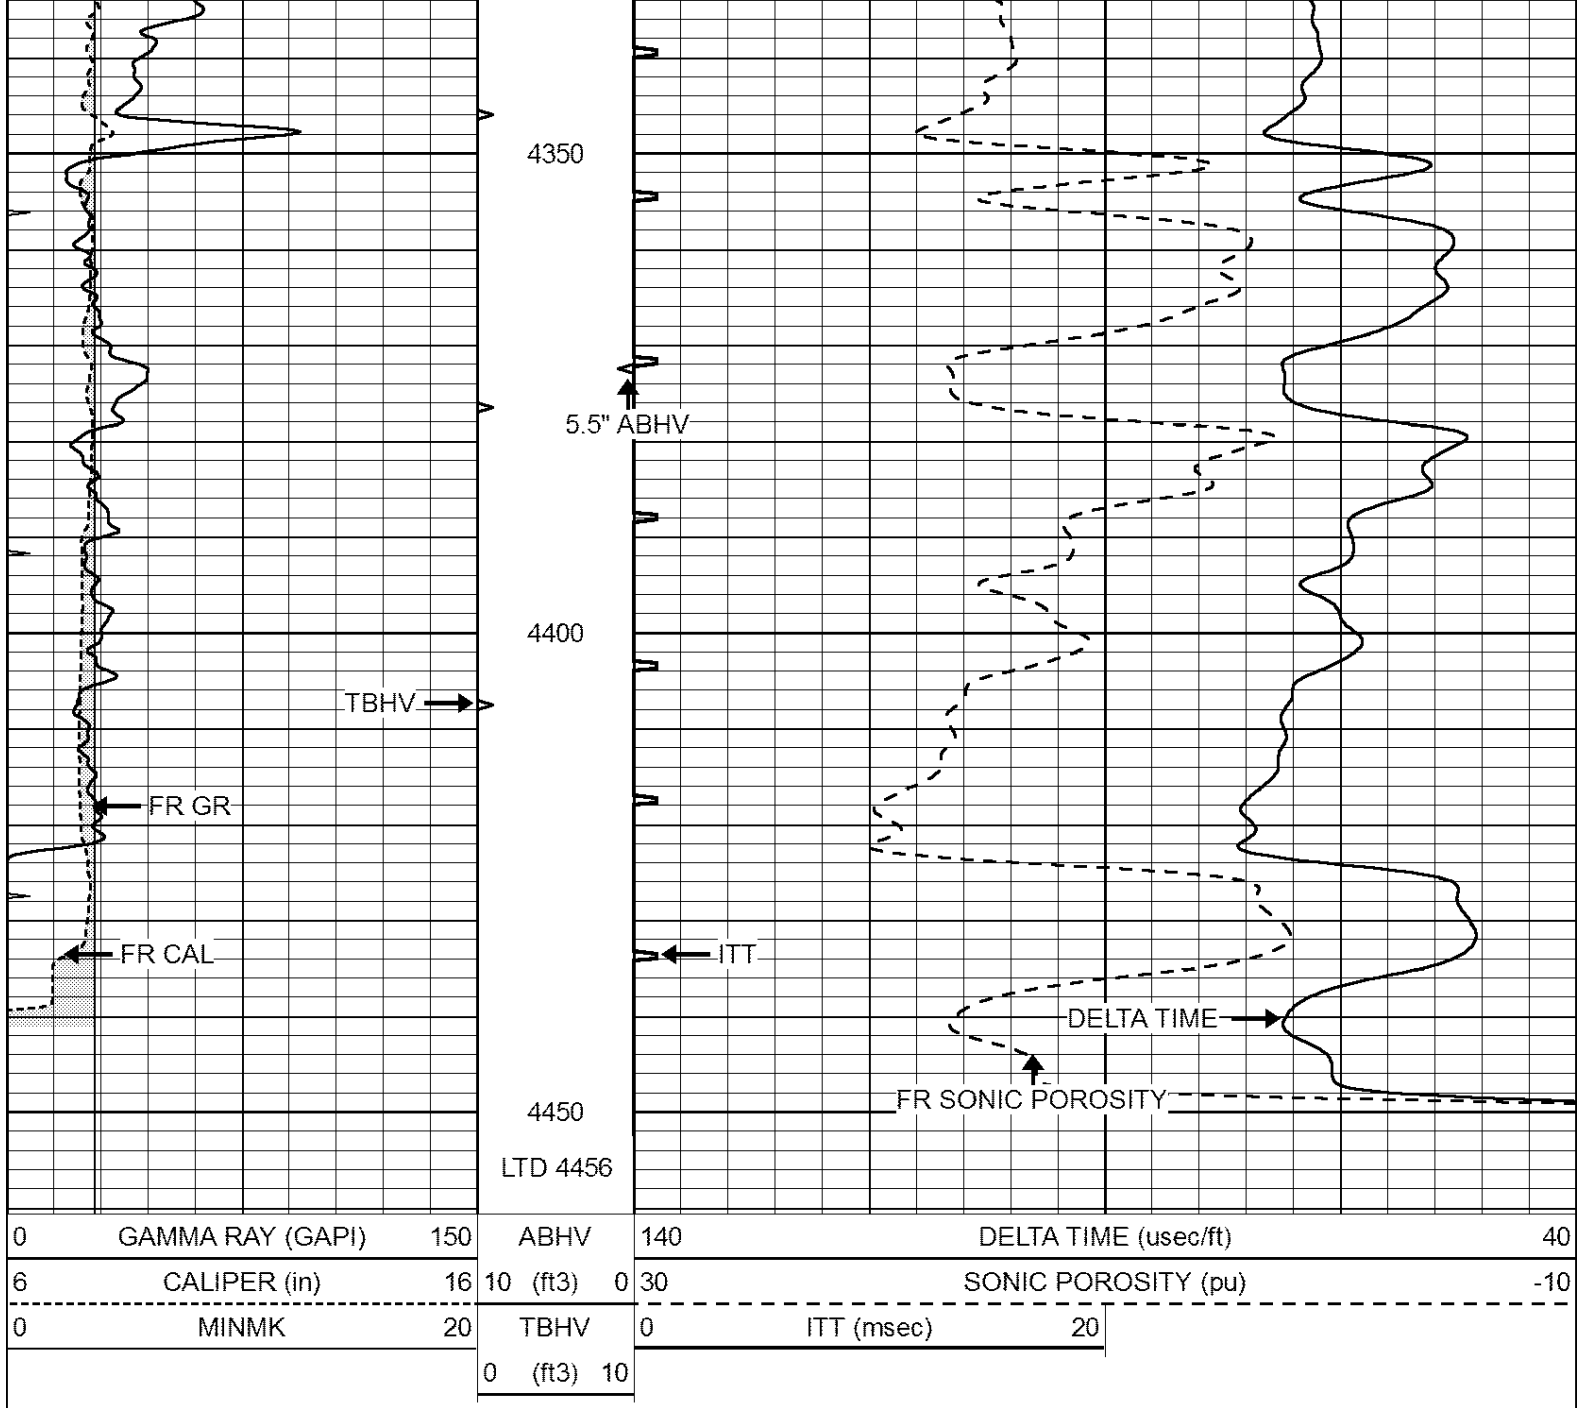 4350
5.5" ABHV
4400
TBHV
FR GR
FR CAL
ITT
DELTA TIME
FR SONIC POROSITY
4450
LTD 4456
0 GAMMA RAY (GAPI) 150 ABHV 140 DELTA TIME (usec/ft) 40
6 CALIPER (in) 16 10 (ft3) 0 30 SONIC POROSITY (pu) -10
0 MINMK 20 TBHV 0 ITT (msec) 20
0 (ft3) 10